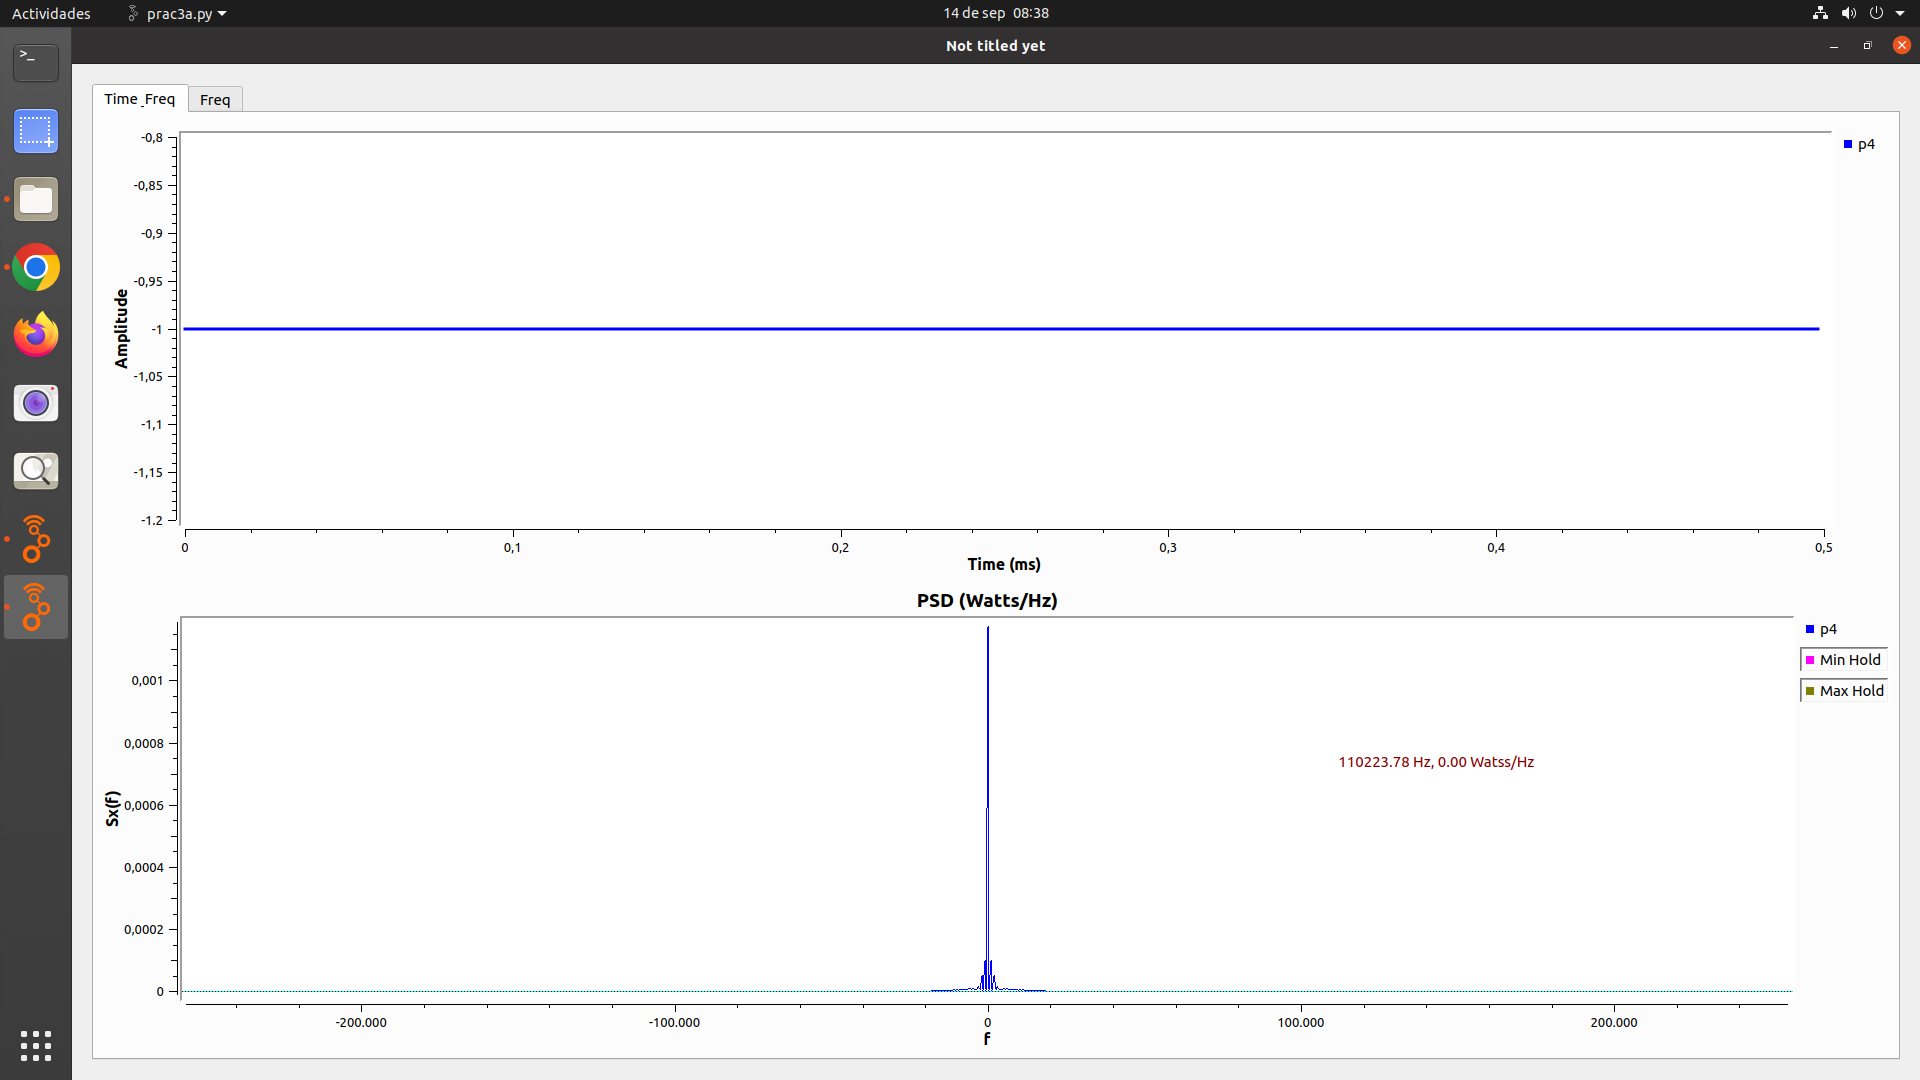 Actividades
prac3a.py
14 de sep 08:38
Not titled yet
>_
Time_Freq
Freq
-0,8
-0,85
-0,9
-0,95
-1
-1,05
-1,1
-1,15
-1.2
Amplitude
0
0,1
0,2
0,3
0,4
0,5
Time (ms)
p4
PSD (Watts/Hz)
0,001
0,0008
0,0006
0,0004
0,0002
0
Sx(f)
110223.78 Hz, 0.00 Watss/Hz
-200.000
-100.000
0
100.000
200.000
f
p4
Min Hold
Max Hold